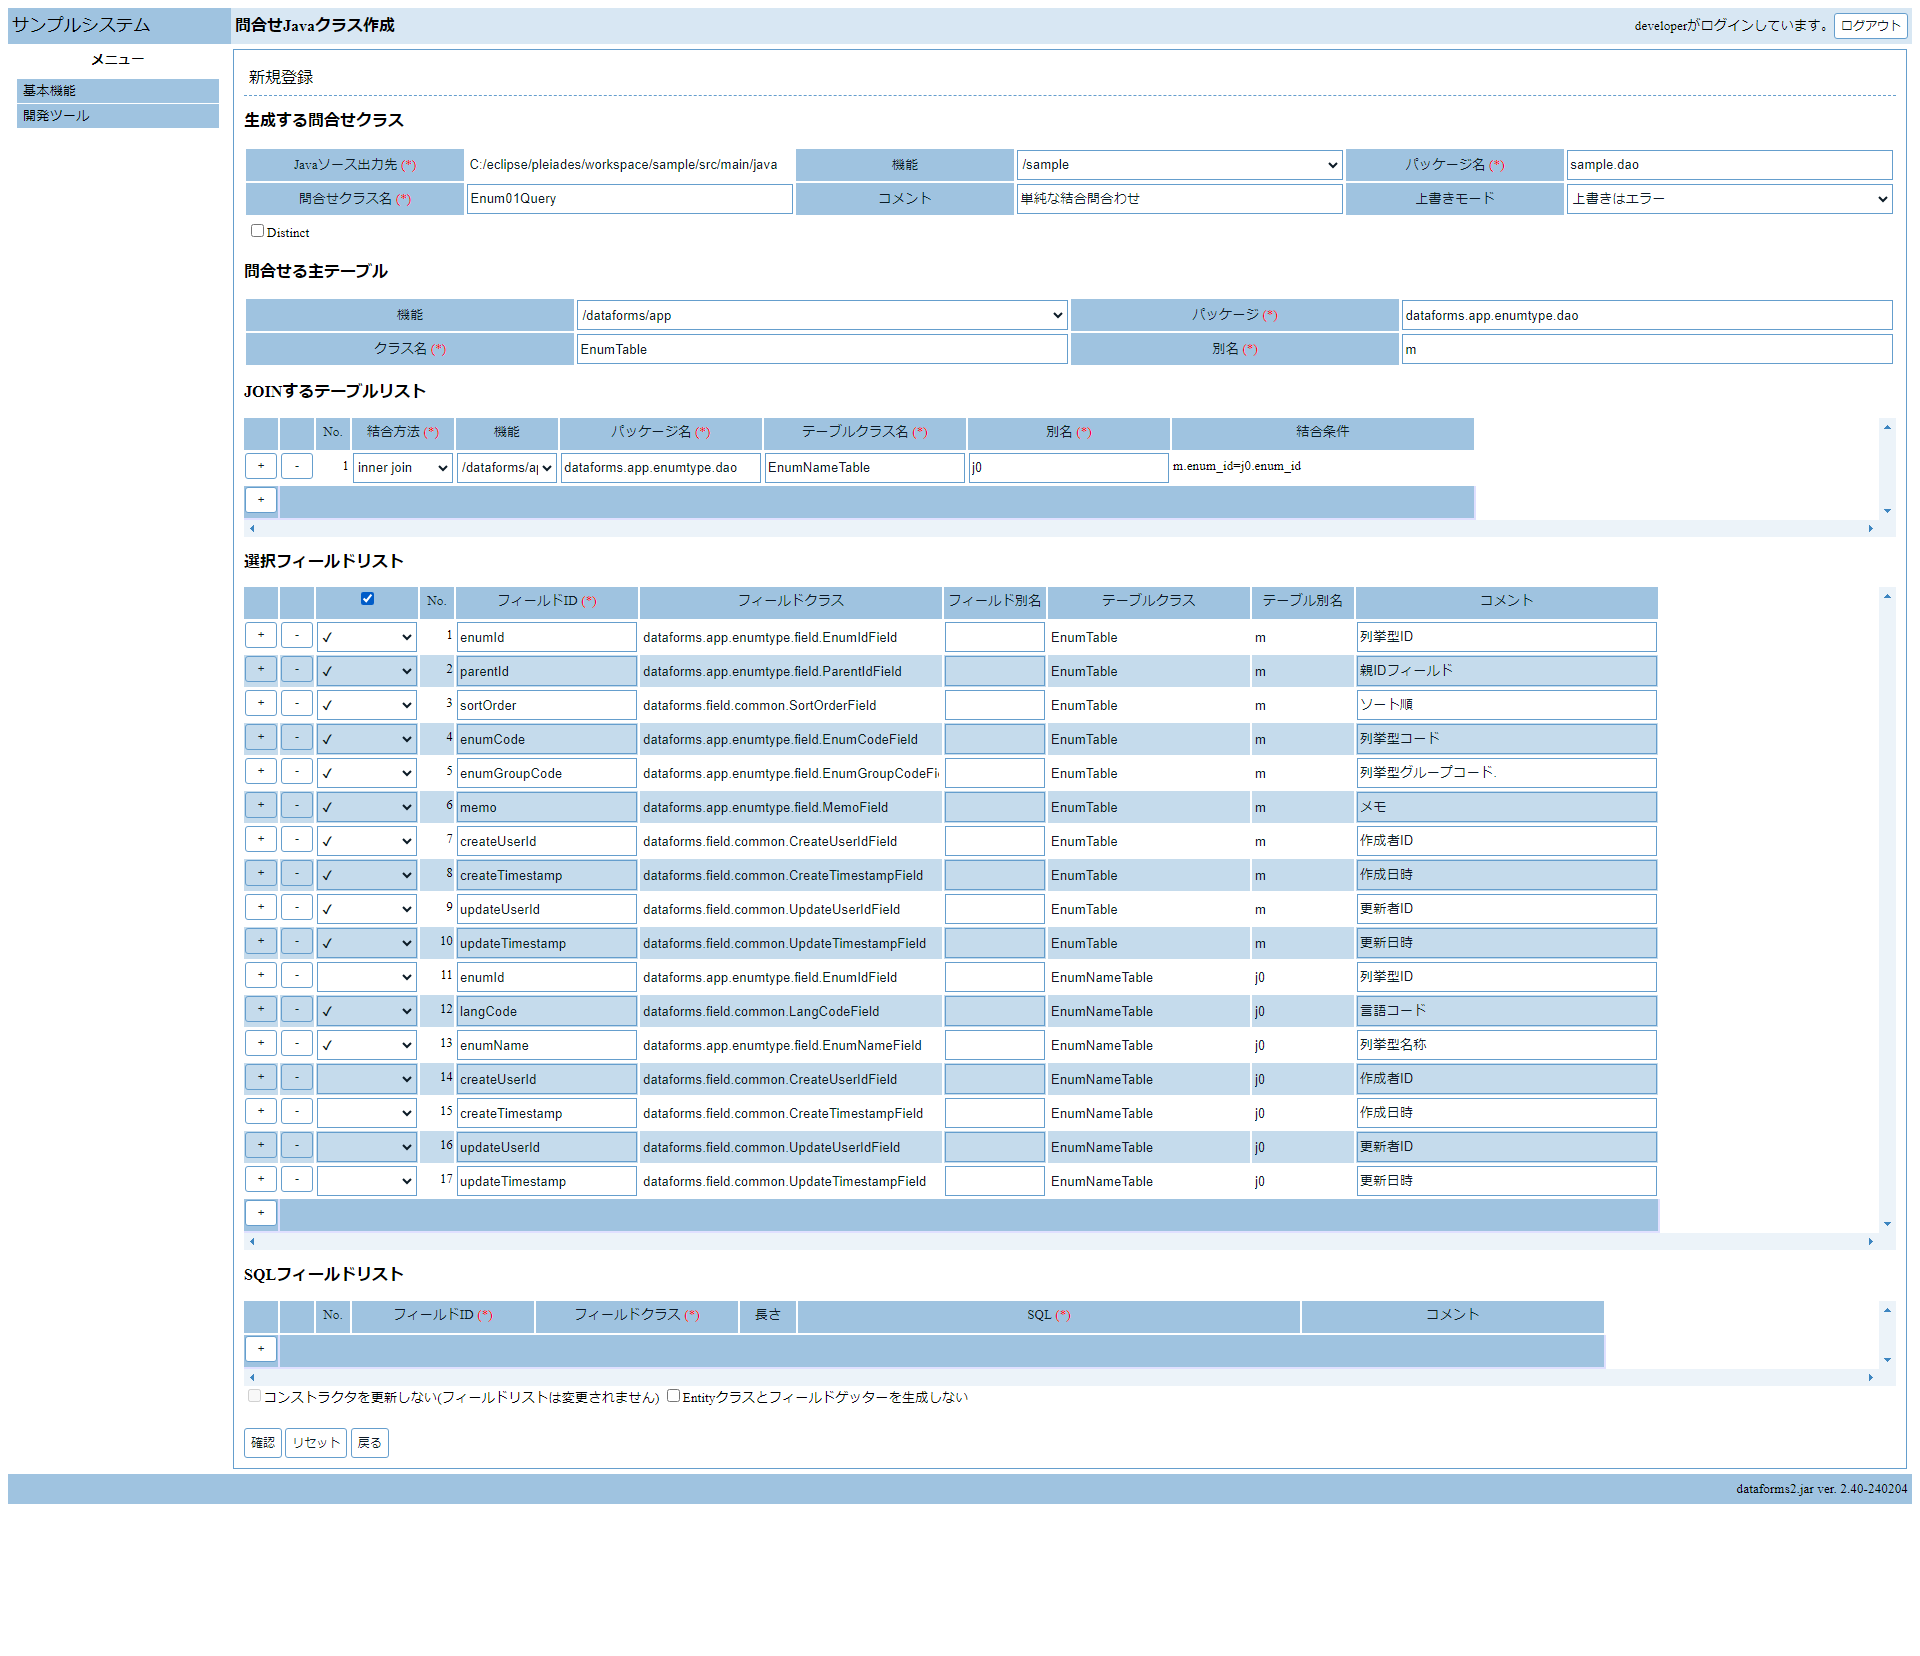 サンプルシステム
問合せJavaクラス作成
developerがログインしています。 ログアウト
メニュー
基本機能
開発ツール
新規登録
生成する問合せクラス
Javaソース出力先 (*) C:/eclipse/pleiades/workspace/sample/src/main/java 機能 /sample パッケージ名 (*) sample.dao
問合せクラス名 (*) Enum01Query コメント 単純な結合問合わせ 上書きモード 上書きはエラー
Distinct
問合せる主テーブル
機能 /dataforms/app パッケージ (*) dataforms.app.enumtype.dao
クラス名 (*) EnumTable 別名 (*) m
JOINするテーブルリスト
No. 結合方法 (*) 機能 パッケージ名 (*) テーブルクラス名 (*) 別名 (*) 結合条件
+ - 1 inner join /dataforms/a dataforms.app.enumtype.dao EnumNameTable j0 m.enum_id=j0.enum_id
+
選択フィールドリスト
No. フィールドID (*) フィールドクラス フィールド別名 テーブルクラス テーブル別名 コメント
+ - ✓ 1 enumId dataforms.app.enumtype.field.EnumIdField EnumTable m 列挙型ID
+ - ✓ 2 parentId dataforms.app.enumtype.field.ParentIdField EnumTable m 親IDフィールド
+ - ✓ 3 sortOrder dataforms.field.common.SortOrderField EnumTable m ソート順
+ - ✓ 4 enumCode dataforms.app.enumtype.field.EnumCodeField EnumTable m 列挙型コード
+ - ✓ 5 enumGroupCode dataforms.app.enumtype.field.EnumGroupCodeFi EnumTable m 列挙型グループコード.
+ - ✓ 6 memo dataforms.app.enumtype.field.MemoField EnumTable m メモ
+ - ✓ 7 createUserId dataforms.field.common.CreateUserIdField EnumTable m 作成者ID
+ - ✓ 8 createTimestamp dataforms.field.common.CreateTimestampField EnumTable m 作成日時
+ - ✓ 9 updateUserId dataforms.field.common.UpdateUserIdField EnumTable m 更新者ID
+ - ✓ 10 updateTimestamp dataforms.field.common.UpdateTimestampField EnumTable m 更新日時
+ - 11 enumId dataforms.app.enumtype.field.EnumIdField EnumNameTable j0 列挙型ID
+ - ✓ 12 langCode dataforms.field.common.LangCodeField EnumNameTable j0 言語コード
+ - ✓ 13 enumName dataforms.app.enumtype.field.EnumNameField EnumNameTable j0 列挙型名称
+ - 14 createUserId dataforms.field.common.CreateUserIdField EnumNameTable j0 作成者ID
+ - 15 createTimestamp dataforms.field.common.CreateTimestampField EnumNameTable j0 作成日時
+ - 16 updateUserId dataforms.field.common.UpdateUserIdField EnumNameTable j0 更新者ID
+ - 17 updateTimestamp dataforms.field.common.UpdateTimestampField EnumNameTable j0 更新日時
+
SQLフィールドリスト
No. フィールドID (*) フィールドクラス (*) 長さ SQL (*) コメント
+
コンストラクタを更新しない(フィールドリストは変更されません) Entityクラスとフィールドゲッターを生成しない
確認 リセット 戻る
dataforms2.jar ver. 2.40-240204